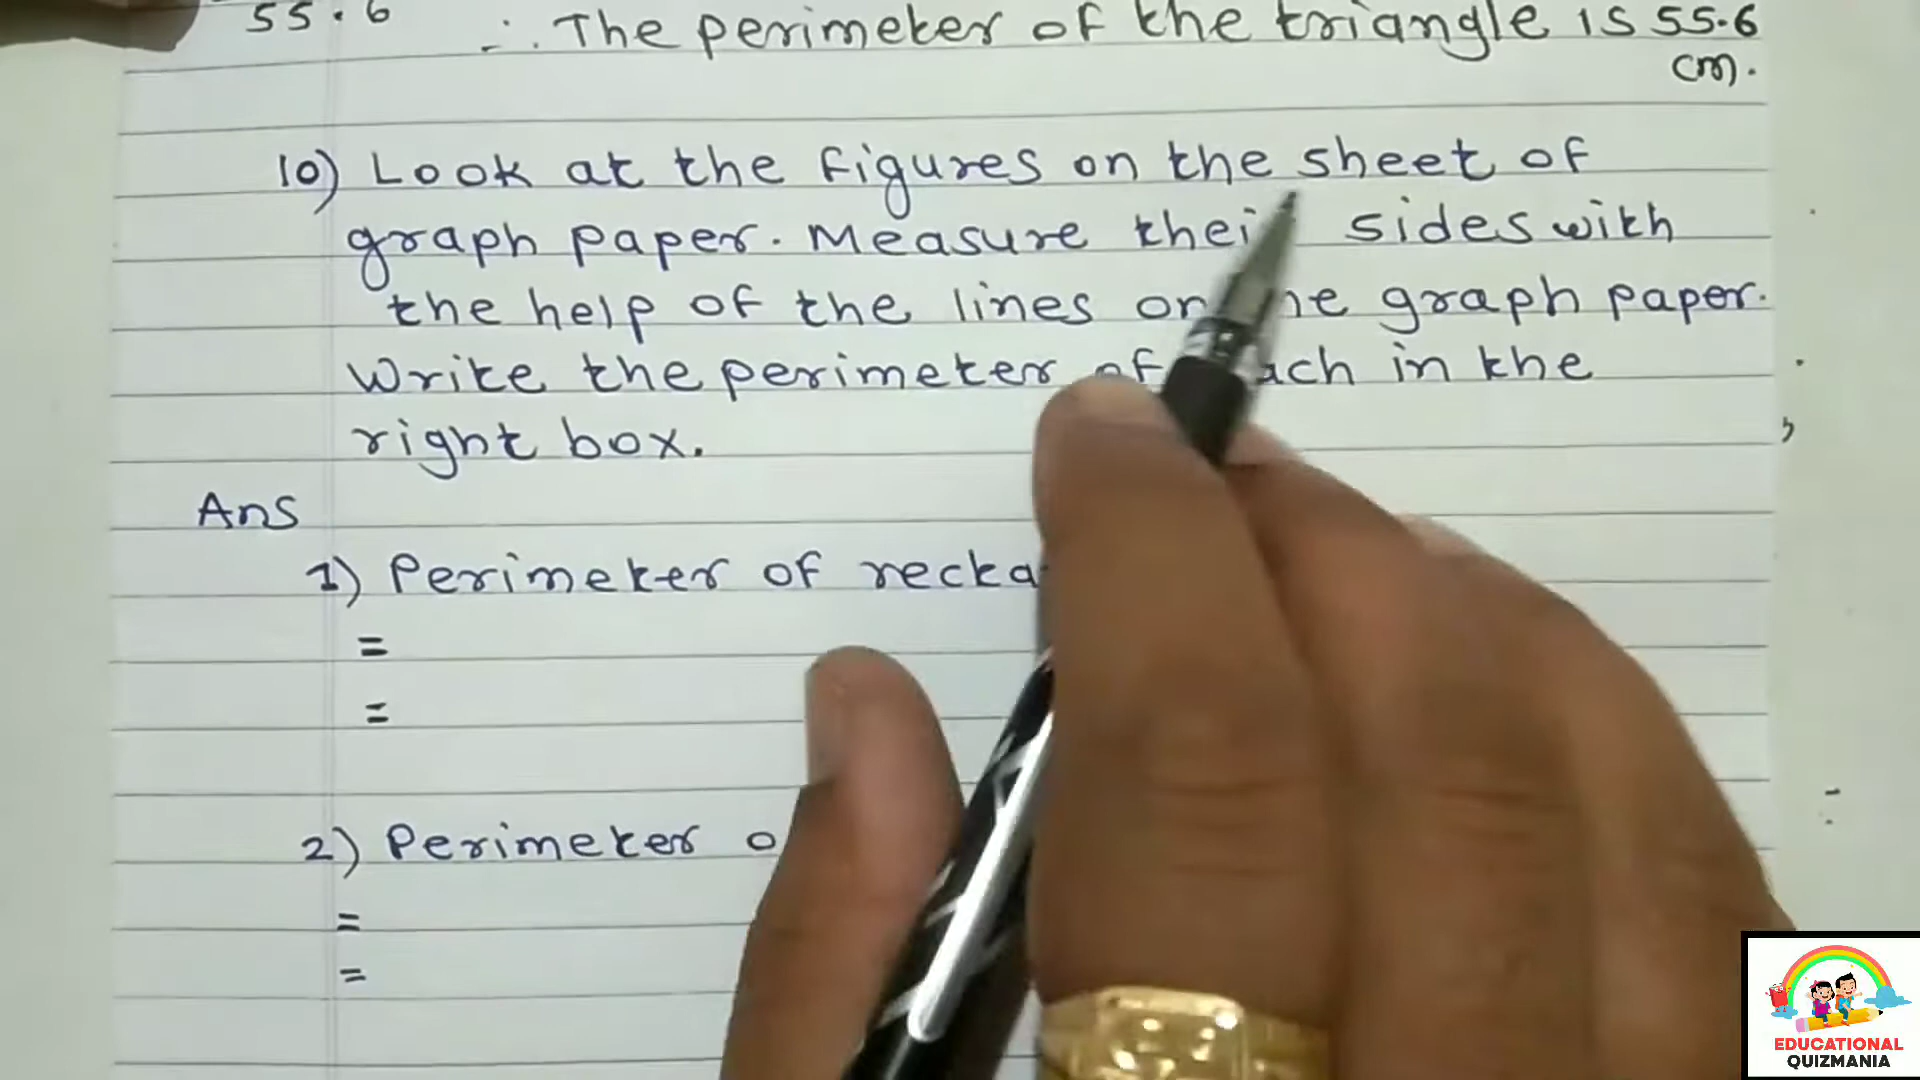 55.6 ∴ The perimeter of the triangle is 55.6
cm.
10) Look at the figures on the sheet of
graph paper. Measure thei sides with
the help of the lines on he graph paper.
Write the perimeter of ach in the
right box.
Ans
1) Perimeter of recta
=
=
2) Perimeter o
=
=
EDUCATIONAL
QUIZMANIA